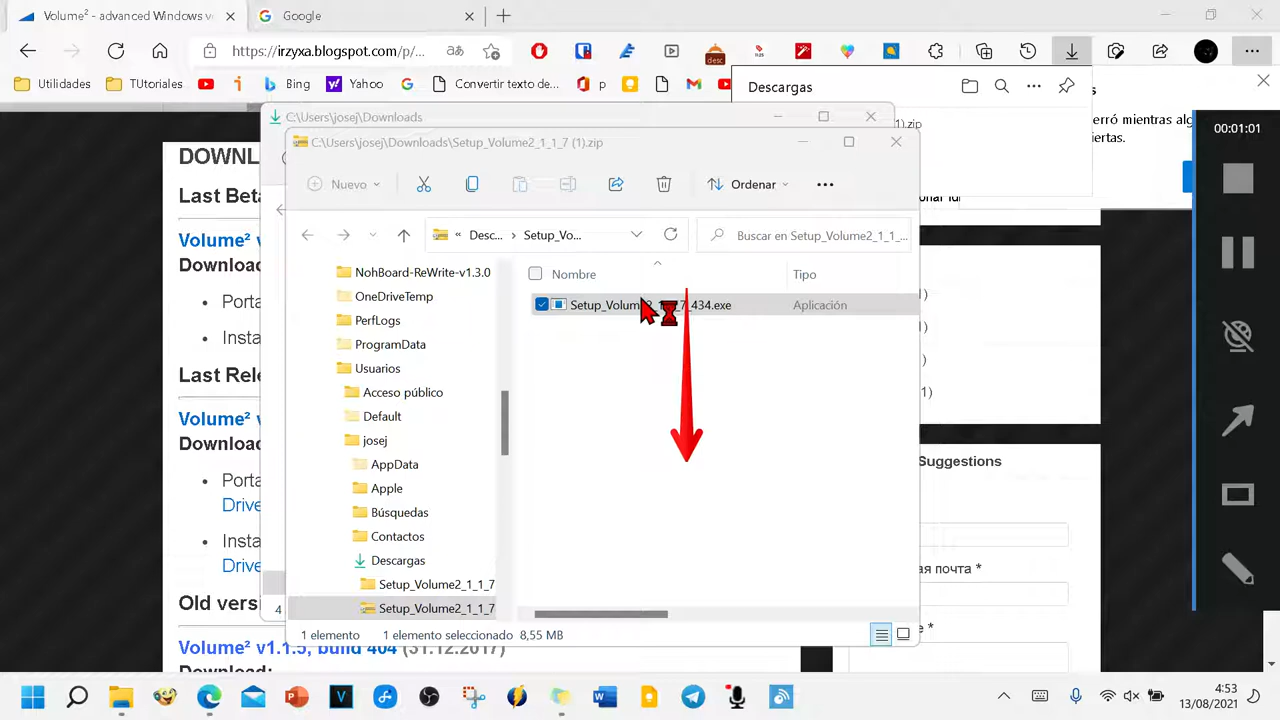 Volume² - advanced Windows v
Google
https://irzyxa.blogspot.com/p/...
Utilidades
TUtoriales
Bing
Yahoo
Convertir texto de...
p
Descargas
erró mientras alg
iertas.
00:01:01
C:\Users\josej\Downloads
C:\Users\josej\Downloads\Setup_Volume2_1_1_7 (1).zip
(1).zip
Nuevo
Ordenar
« Desc... > Setup_Vo...
Buscar en Setup_Volume2_1_1_...
Nombre
Tipo
Setup_Volume2_1_1_7_434.exe
Aplicación
NohBoard-ReWrite-v1.3.0
OneDriveTemp
PerfLogs
ProgramData
Usuarios
Acceso público
Default
josej
AppData
Apple
Búsquedas
Contactos
Descargas
Setup_Volume2_1_1_7
Setup_Volume2_1_1_7
1 elemento
1 elemento seleccionado 8,55 MB
DOWNL
Last Beta
Volume² v
Download
Porta
Insta
Last Rele
Volume² v
Download
Porta
Drive
Insta
Drive
Old versi
4
Volume² v1.1.5, build 404 (31.12.2017)
Download:
Suggestions
ая почта *
e *
4:53
13/08/2021